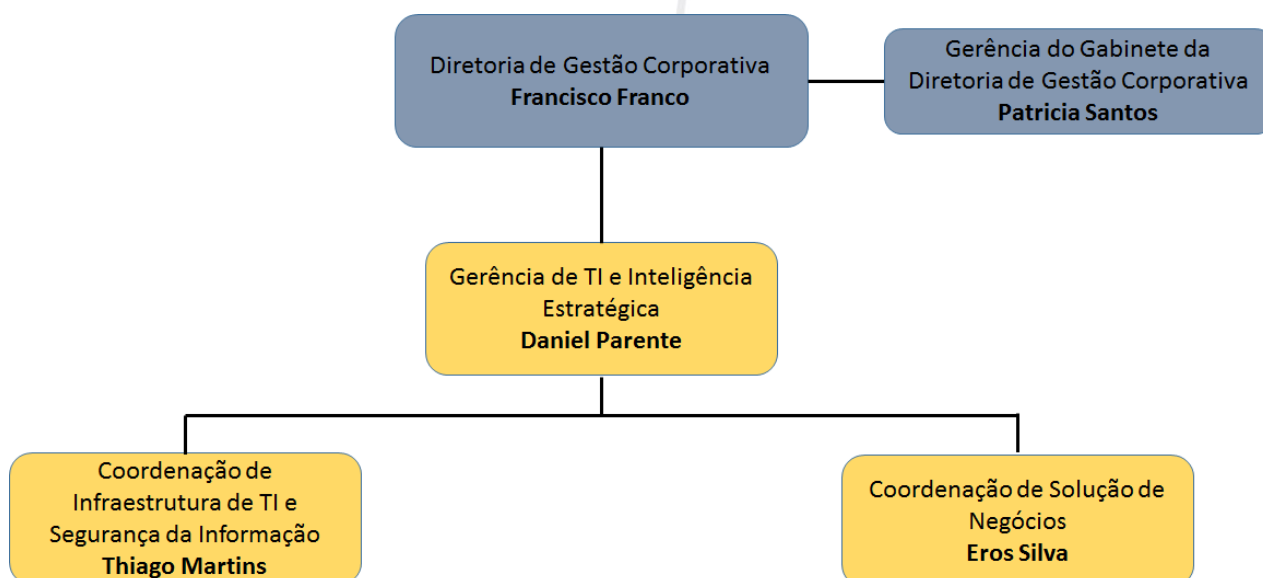 Diretoria de Gestão Corporativa
Francisco Franco
Gerência do Gabinete da
Diretoria de Gestão Corporativa
Patricia Santos
Gerência de TI e Inteligência
Estratégica
Daniel Parente
Coordenação de
Infraestrutura de TI e
Segurança da Informação
Thiago Martins
Coordenação de Solução de
Negócios
Eros Silva